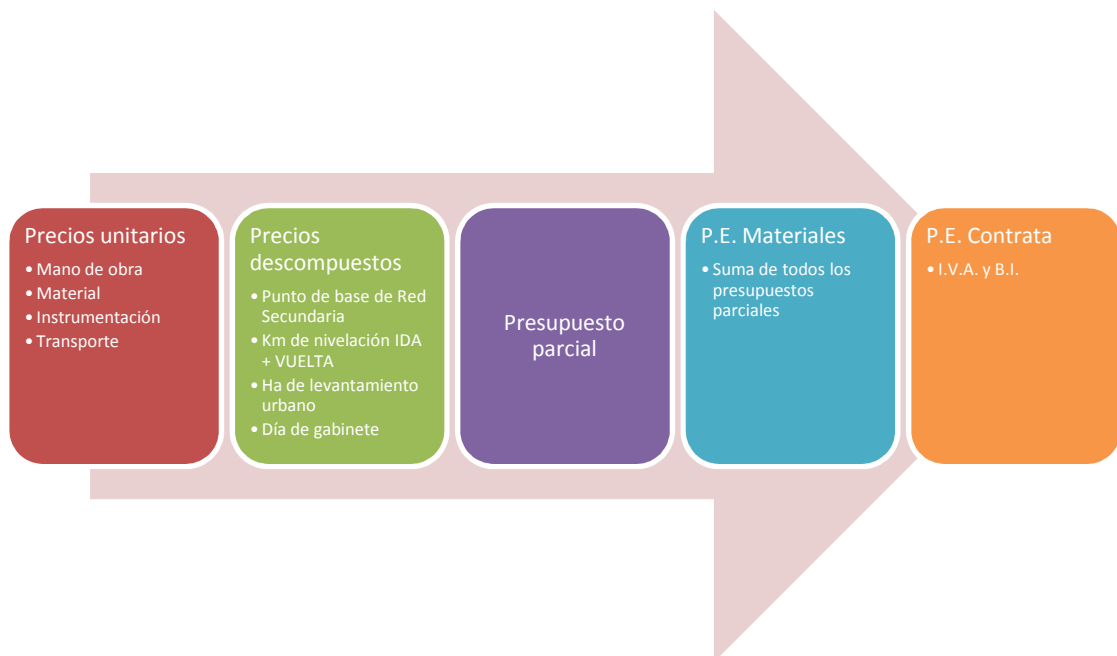 Precios unitarios
• Mano de obra
• Material
• Instrumentación
• Transporte
Precios
descompuestos
• Punto de base de Red
Secundaria
• Km de nivelación IDA
+ VUELTA
• Ha de levantamiento
urbano
• Día de gabinete
Presupuesto
parcial
P.E. Materiales
• Suma de todos los
presupuestos
parciales
P.E. Contrata
• I.V.A. y B.I.